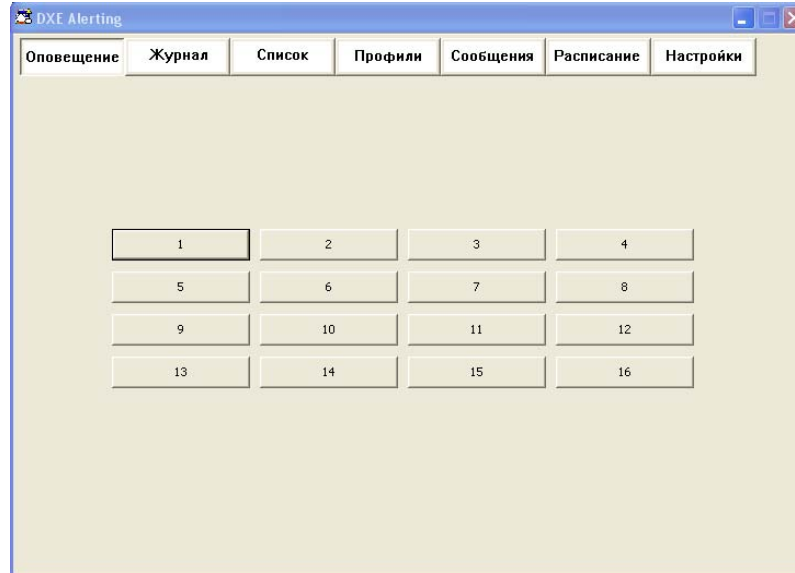 DXE Alerting
Оповещение Журнал Список Профили Сообщения Расписание Настройки
1 2 3 4
5 6 7 8
9 10 11 12
13 14 15 16